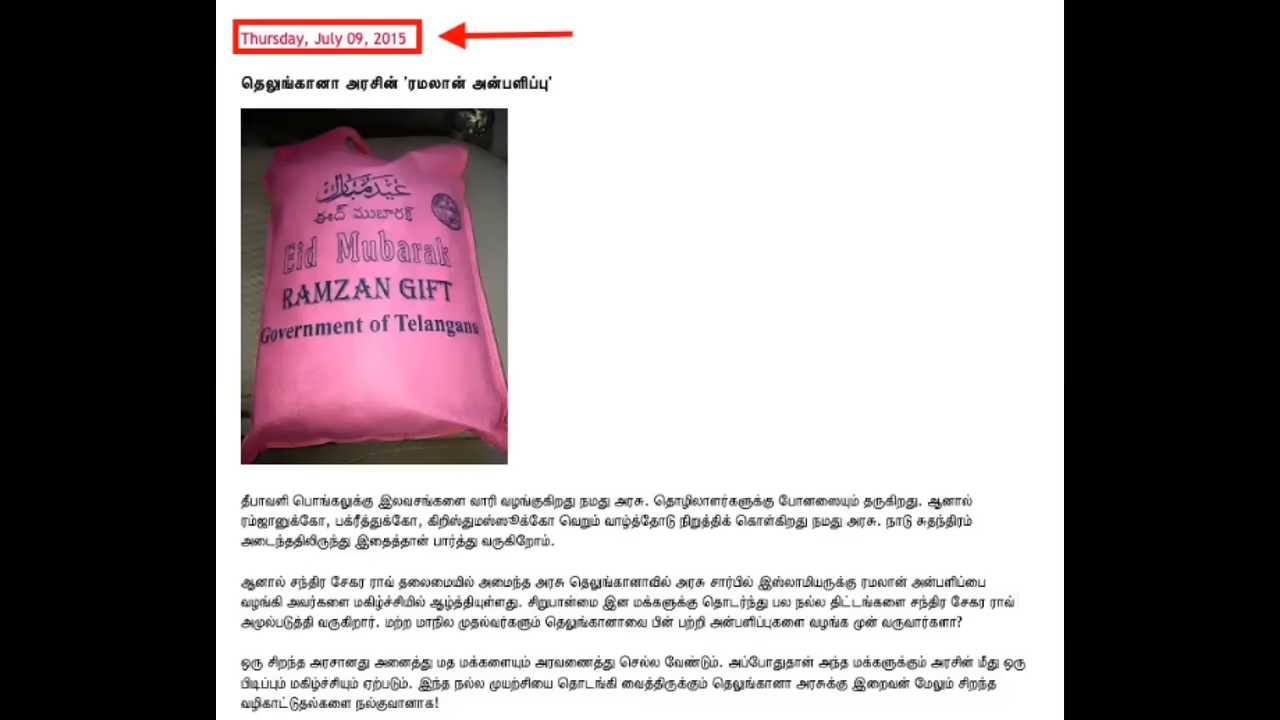 Thursday, July 09, 2015
தெலுங்கானா அரசின் 'ரமலான் அன்பளிப்பு'
عيد مبارك
ఈద్ ముబారక్
Eid Mubarak
RAMZAN GIFT
Government of Telangana
தீபாவளி பொங்கலுக்கு இலவசங்களை வாரி வழங்குகிறது நமது அரசு. தொழிலாளர்களுக்கு போனஸையும் தருகிறது. ஆனால்
ரம்ஜானுக்கோ, பக்ரீத்துக்கோ, கிறிஸ்துமஸ்ஸூக்கோ வெறும் வாழ்த்தோடு நிறுத்திக் கொள்கிறது நமது அரசு. நாடு சுதந்திரம்
அடைந்ததிலிருந்து இதைத்தான் பார்த்து வருகிறோம்.
ஆனால் சந்திர சேகர ராவ் தலைமையில் அமைந்த அரசு தெலுங்கானாவில் அரசு சார்பில் இஸ்லாமியருக்கு ரமலான் அன்பளிப்பை
வழங்கி அவர்களை மகிழ்ச்சியில் ஆழ்த்தியுள்ளது. சிறுபான்மை இன மக்களுக்கு தொடர்ந்து பல நல்ல திட்டங்களை சந்திர சேகர ராவ்
அமுல்படுத்தி வருகிறார். மற்ற மாநில முதல்வர்களும் தெலுங்கானாவை பின் பற்றி அன்பளிப்புகளை வழங்க முன் வருவார்களா?
ஒரு சிறந்த அரசானது அனைத்து மத மக்களையும் அரவணைத்து செல்ல வேண்டும். அப்போதுதான் அந்த மக்களுக்கும் அரசின் மீது ஒரு
பிடிப்பும் மகிழ்ச்சியும் ஏற்படும். இந்த நல்ல முயற்சியை தொடங்கி வைத்திருக்கும் தெலுங்கானா அரசுக்கு இறைவன் மேலும் சிறந்த
வழிகாட்டுதல்களை நல்குவானாக!